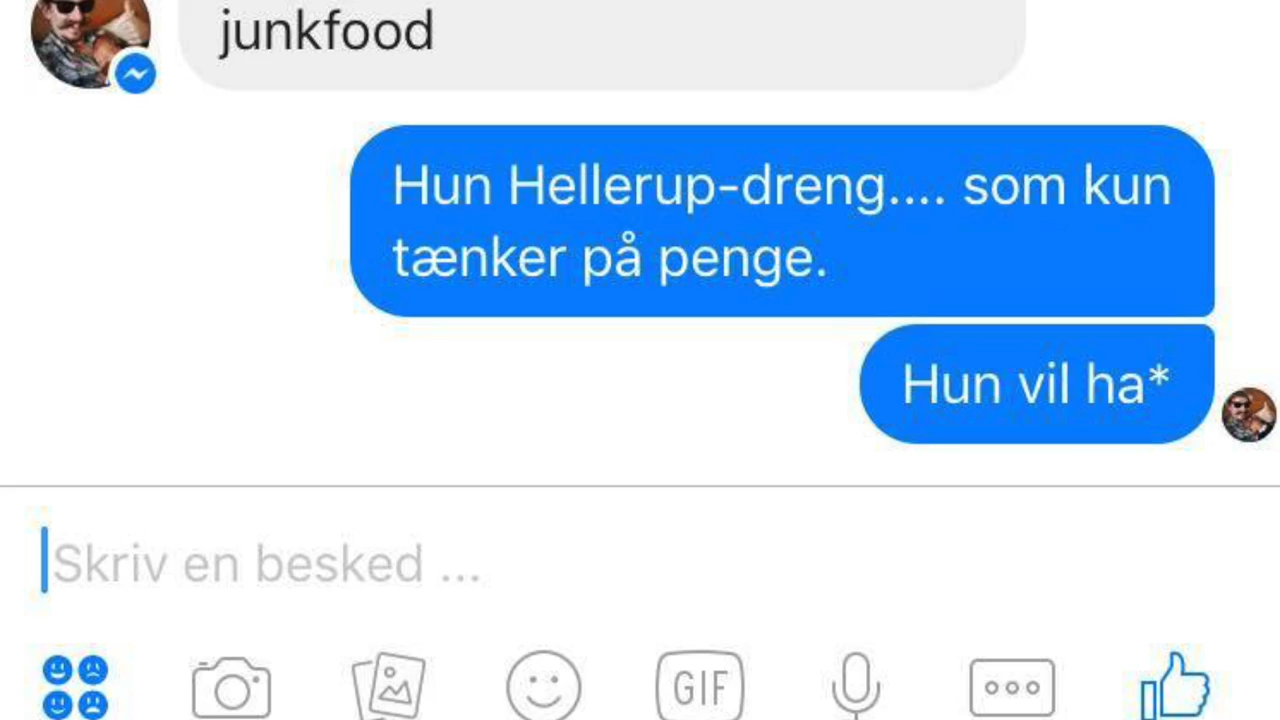 junkfood
Hun Hellerup-dreng.... som kun
tænker på penge.
Hun vil ha*
Skriv en besked ...
GIF